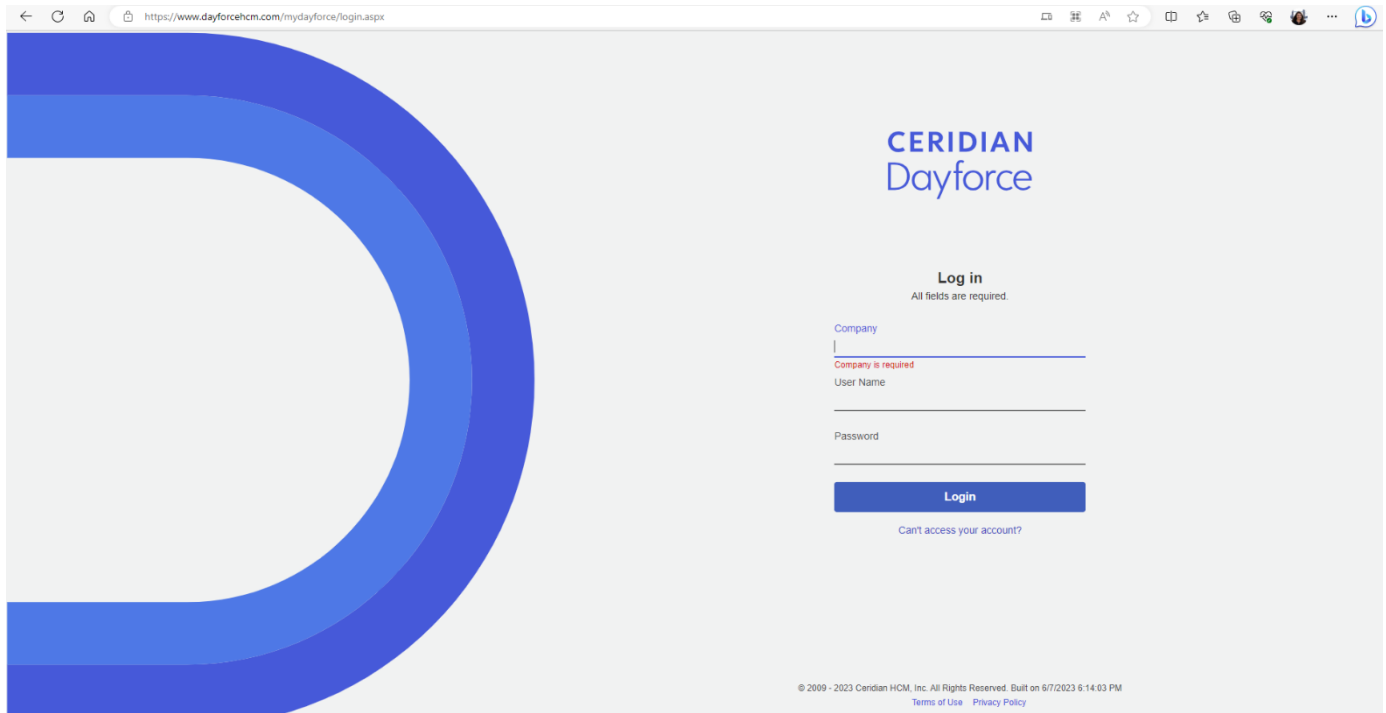 https://www.dayforcehcm.com/mydayforce/login.aspx
CERIDIAN
Dayforce
Log in
All fields are required.
Company
Company is required
User Name
Password
Login
Can't access your account?
© 2009 - 2023 Ceridian HCM, Inc. All Rights Reserved. Built on 6/7/2023 6:14:03 PM
Terms of Use Privacy Policy